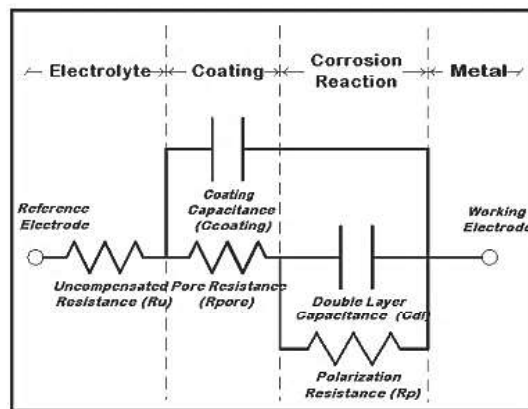 Electrolyte
Coating
Corrosion
Reaction
Metal
Coating
Capacitance
(Ccoating)
Reference
Electrode
Working
Electrode
Uncompensated
Resistance (Ru)
Pore Resistance
(Rpore)
Double Layer
Capacitance (Cdl)
Polarization
Resistance (Rp)